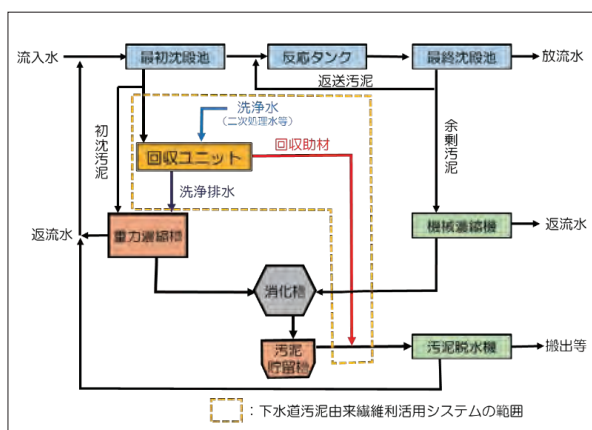 流入水
最初沈殿池
反応タンク
最終沈殿池
放流水
返送汚泥
洗浄水
(二次処理水等)
初沈汚泥
余剰汚泥
回収ユニット
回収助材
洗浄排水
返流水
重力濃縮槽
機械濃縮機
返流水
消化槽
汚泥
貯留槽
汚泥脱水機
搬出等
:下水道汚泥由来繊維利活用システムの範囲